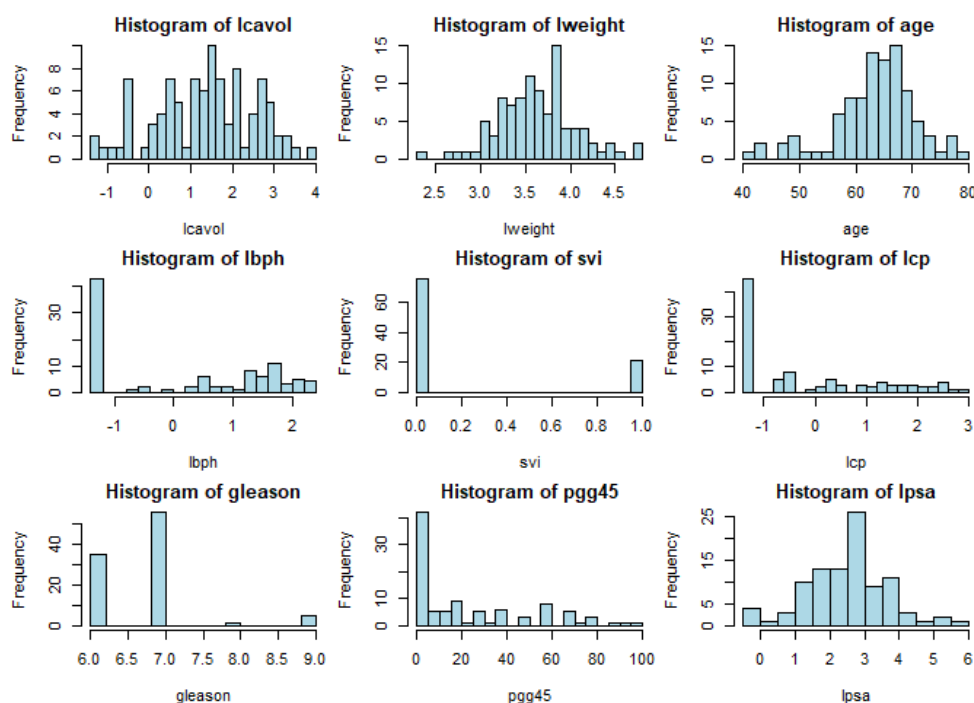 Histogram of lcavol
Frequency
0 2 4 6 8
-1 0 1 2 3 4
lcavol
Histogram of lweight
Frequency
0 5 10 15
2.5 3.0 3.5 4.0 4.5
lweight
Histogram of age
Frequency
0 5 10 15
40 50 60 70 80
age
Histogram of lbph
Frequency
0 10 30
-1 0 1 2
lbph
Histogram of svi
Frequency
0 20 40 60
0.0 0.2 0.4 0.6 0.8 1.0
svi
Histogram of lcp
Frequency
0 10 30
-1 0 1 2 3
lcp
Histogram of gleason
Frequency
0 20 40
6.0 6.5 7.0 7.5 8.0 8.5 9.0
gleason
Histogram of pgg45
Frequency
0 10 30
0 20 40 60 80 100
pgg45
Histogram of lpsa
Frequency
0 5 15 25
0 1 2 3 4 5 6
lpsa